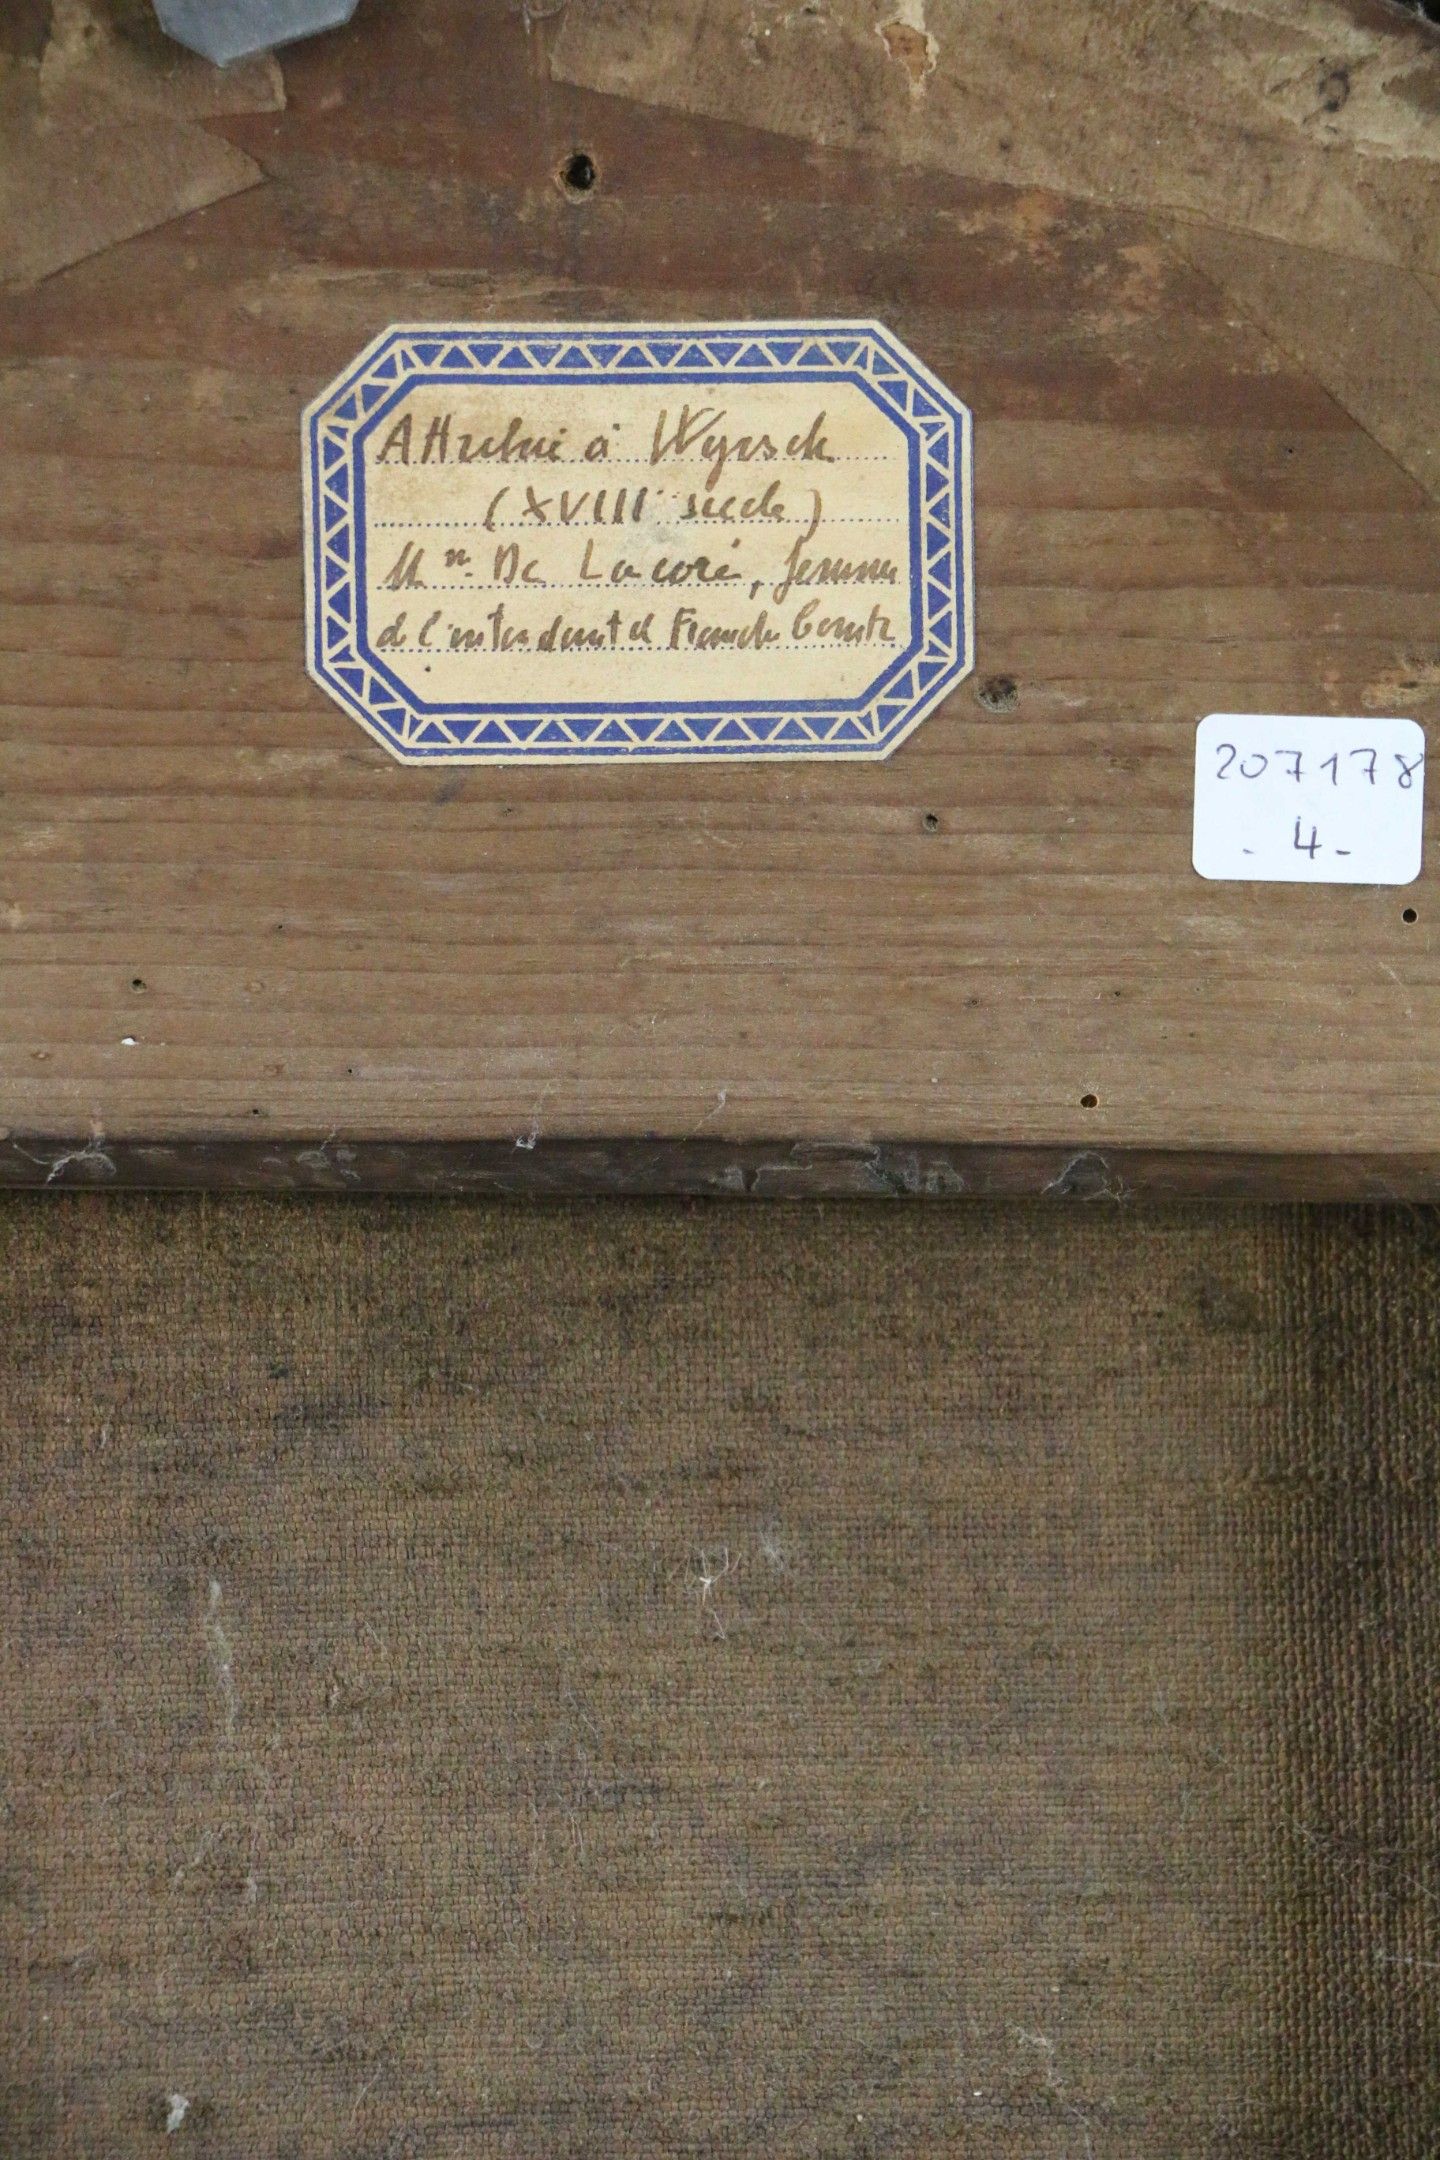 Attribué à Wyrsch
(XVIII siècle)
Mme De Lacoré, femme
de l'intendant de Franche Comté
207178
- 4 -